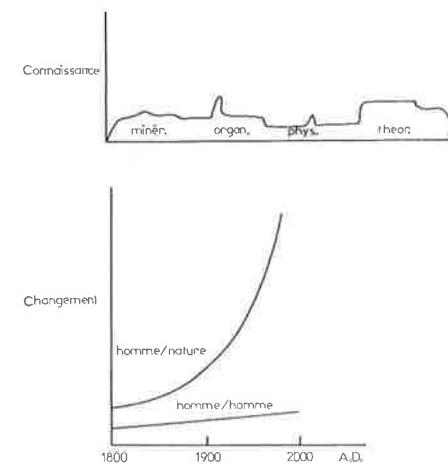 Connaissance
minér. organ. phys. theor.
Changement
homme/nature
homme/homme
1800 1900 2000 A.D.